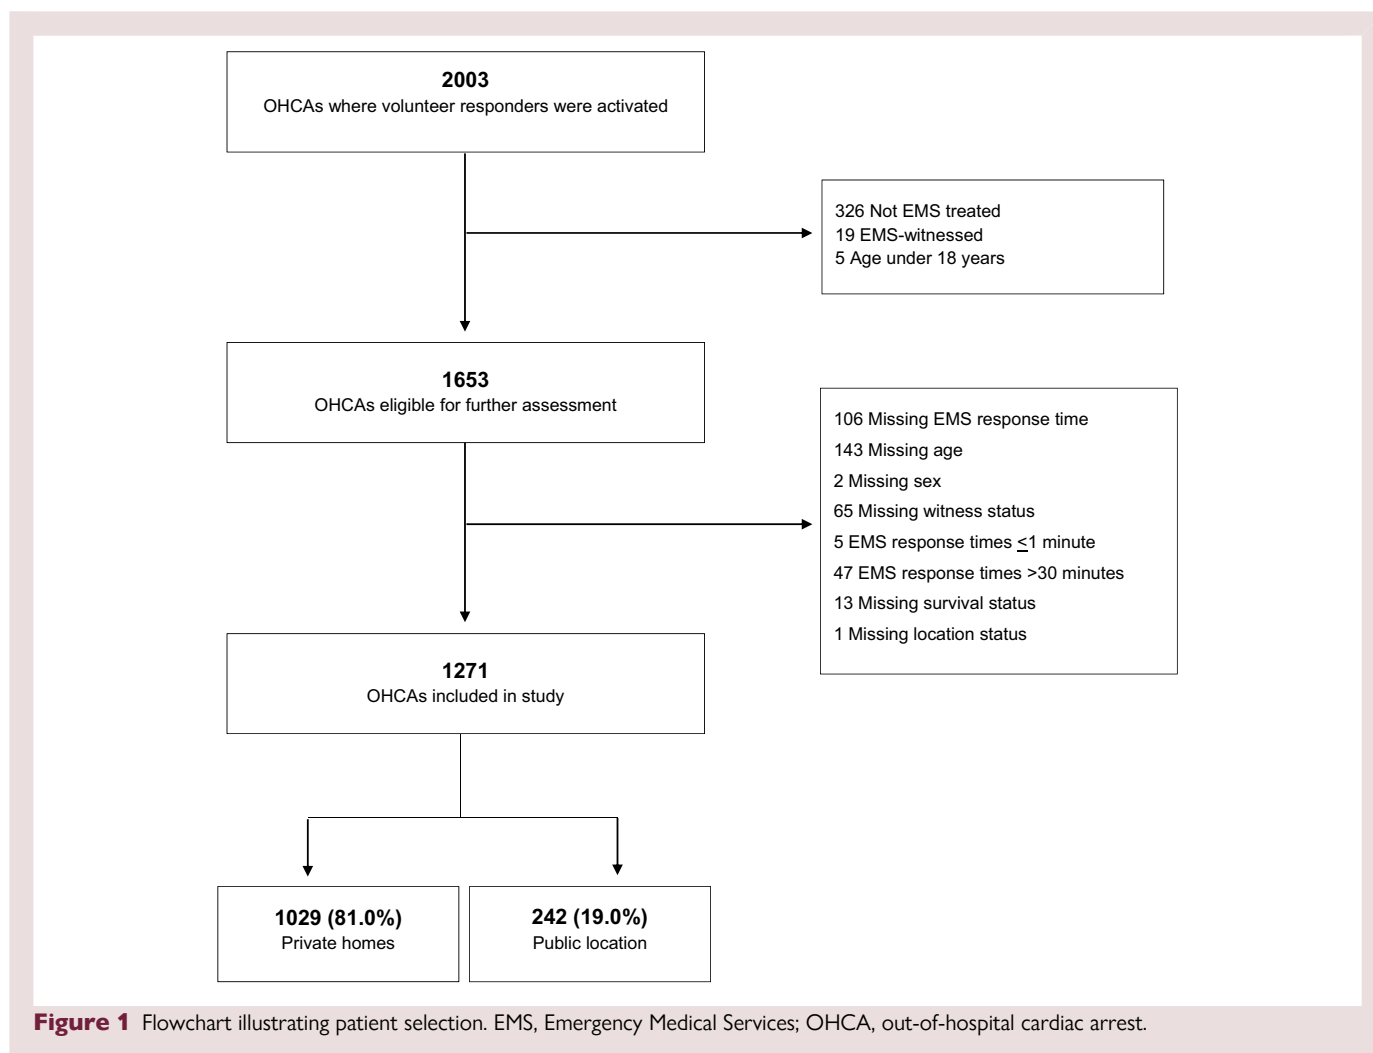 2003
OHCAs where volunteer responders were activated
326 Not EMS treated
19 EMS-witnessed
5 Age under 18 years
1653
OHCAs eligible for further assessment
106 Missing EMS response time
143 Missing age
2 Missing sex
65 Missing witness status
5 EMS response times ≤1 minute
47 EMS response times >30 minutes
13 Missing survival status
1 Missing location status
1271
OHCAs included in study
1029 (81.0%)
Private homes
242 (19.0%)
Public location
Figure 1 Flowchart illustrating patient selection. EMS, Emergency Medical Services; OHCA, out-of-hospital cardiac arrest.